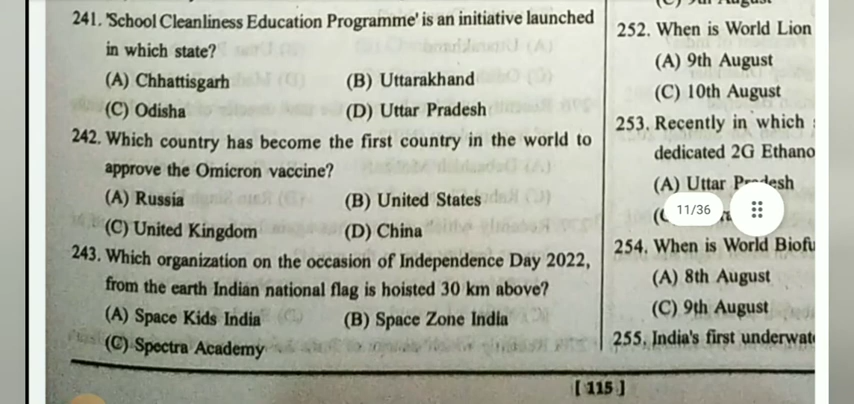 241. 'School Cleanliness Education Programme' is an initiative launched
in which state?
(A) Chhattisgarh (B) Uttarakhand
(C) Odisha (D) Uttar Pradesh
242. Which country has become the first country in the world to
approve the Omicron vaccine?
(A) Russia (B) United States
(C) United Kingdom (D) China
243. Which organization on the occasion of Independence Day 2022,
from the earth Indian national flag is hoisted 30 km above?
(A) Space Kids India (B) Space Zone India
(C) Spectra Academy
252. When is World Lion
(A) 9th August
(C) 10th August
253. Recently in which
dedicated 2G Ethano
(A) Uttar Pradesh
11/36
254. When is World Biofu
(A) 8th August
(C) 9th August
255. India's first underwat
[ 115 ]